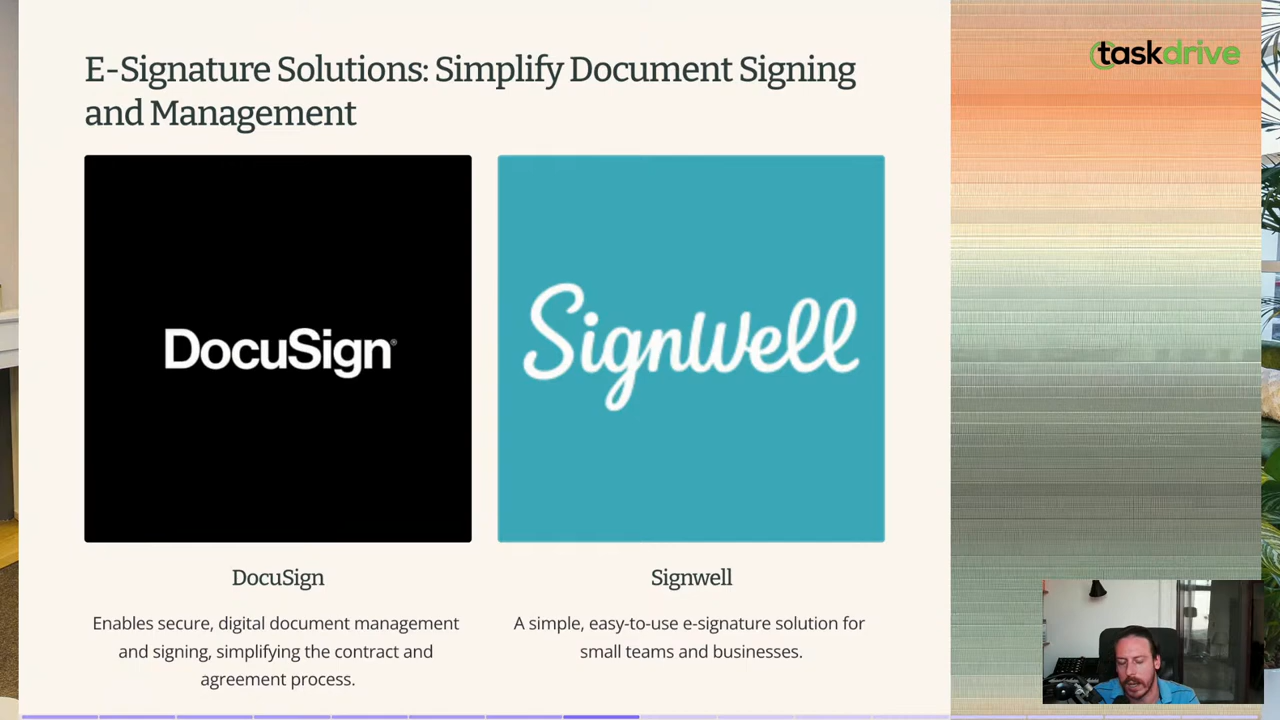 E-Signature Solutions: Simplify Document Signing
and Management
taskdrive
DocuSign®
SignWell
DocuSign
Enables secure, digital document management
and signing, simplifying the contract and
agreement process.
Signwell
A simple, easy-to-use e-signature solution for
small teams and businesses.